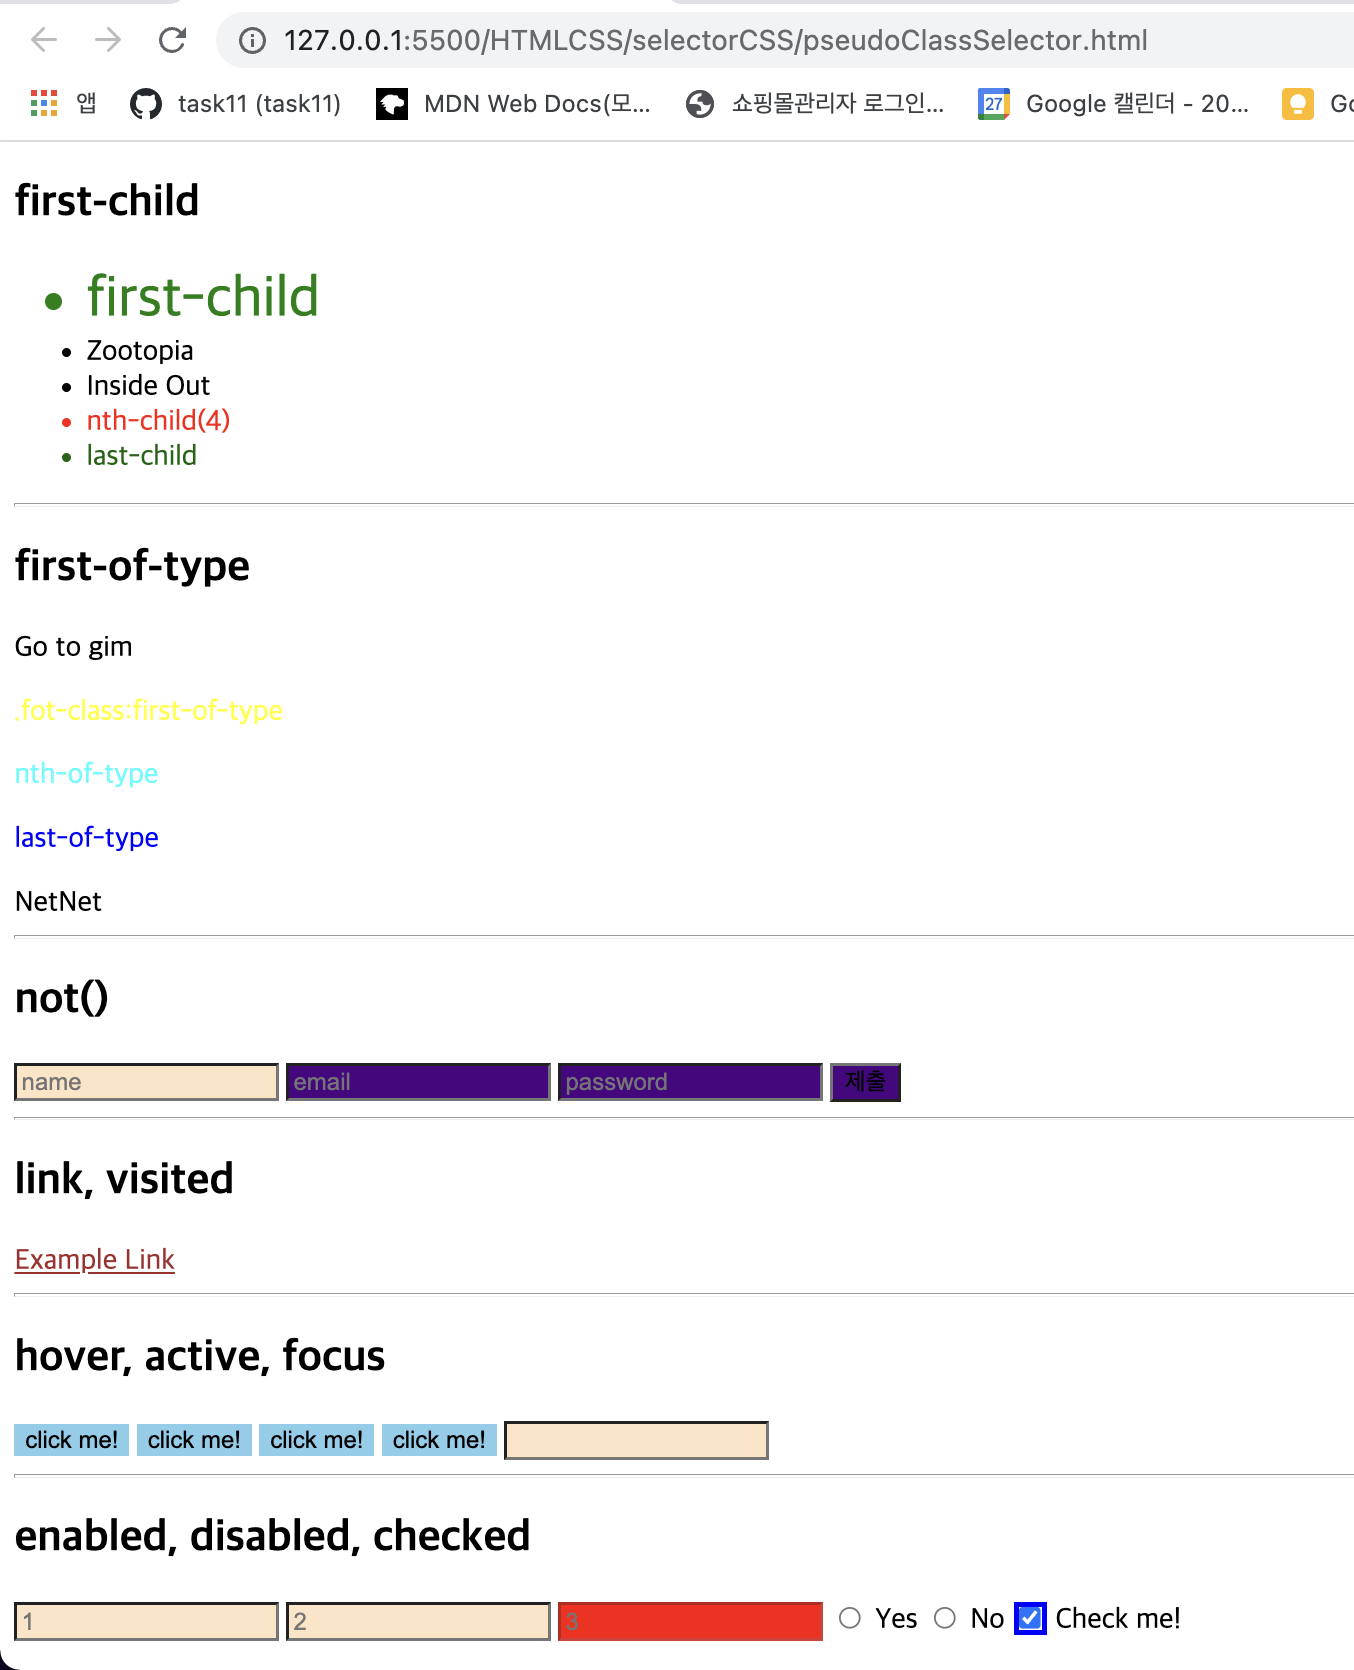 127.0.0.1:5500/HTMLCSS/selectorCSS/pseudoClassSelector.html
앱 task11 (task11) MDN Web Docs(모... 쇼핑몰관리자 로그인... 27 Google 캘린더 - 20...
first-child
first-child
Zootopia
Inside Out
nth-child(4)
last-child
first-of-type
Go to gim
.fot-class:first-of-type
nth-of-type
last-of-type
NetNet
not()
name email password 제출
link, visited
Example Link
hover, active, focus
click me! click me! click me! click me!
enabled, disabled, checked
1 2 3 Yes No Check me!